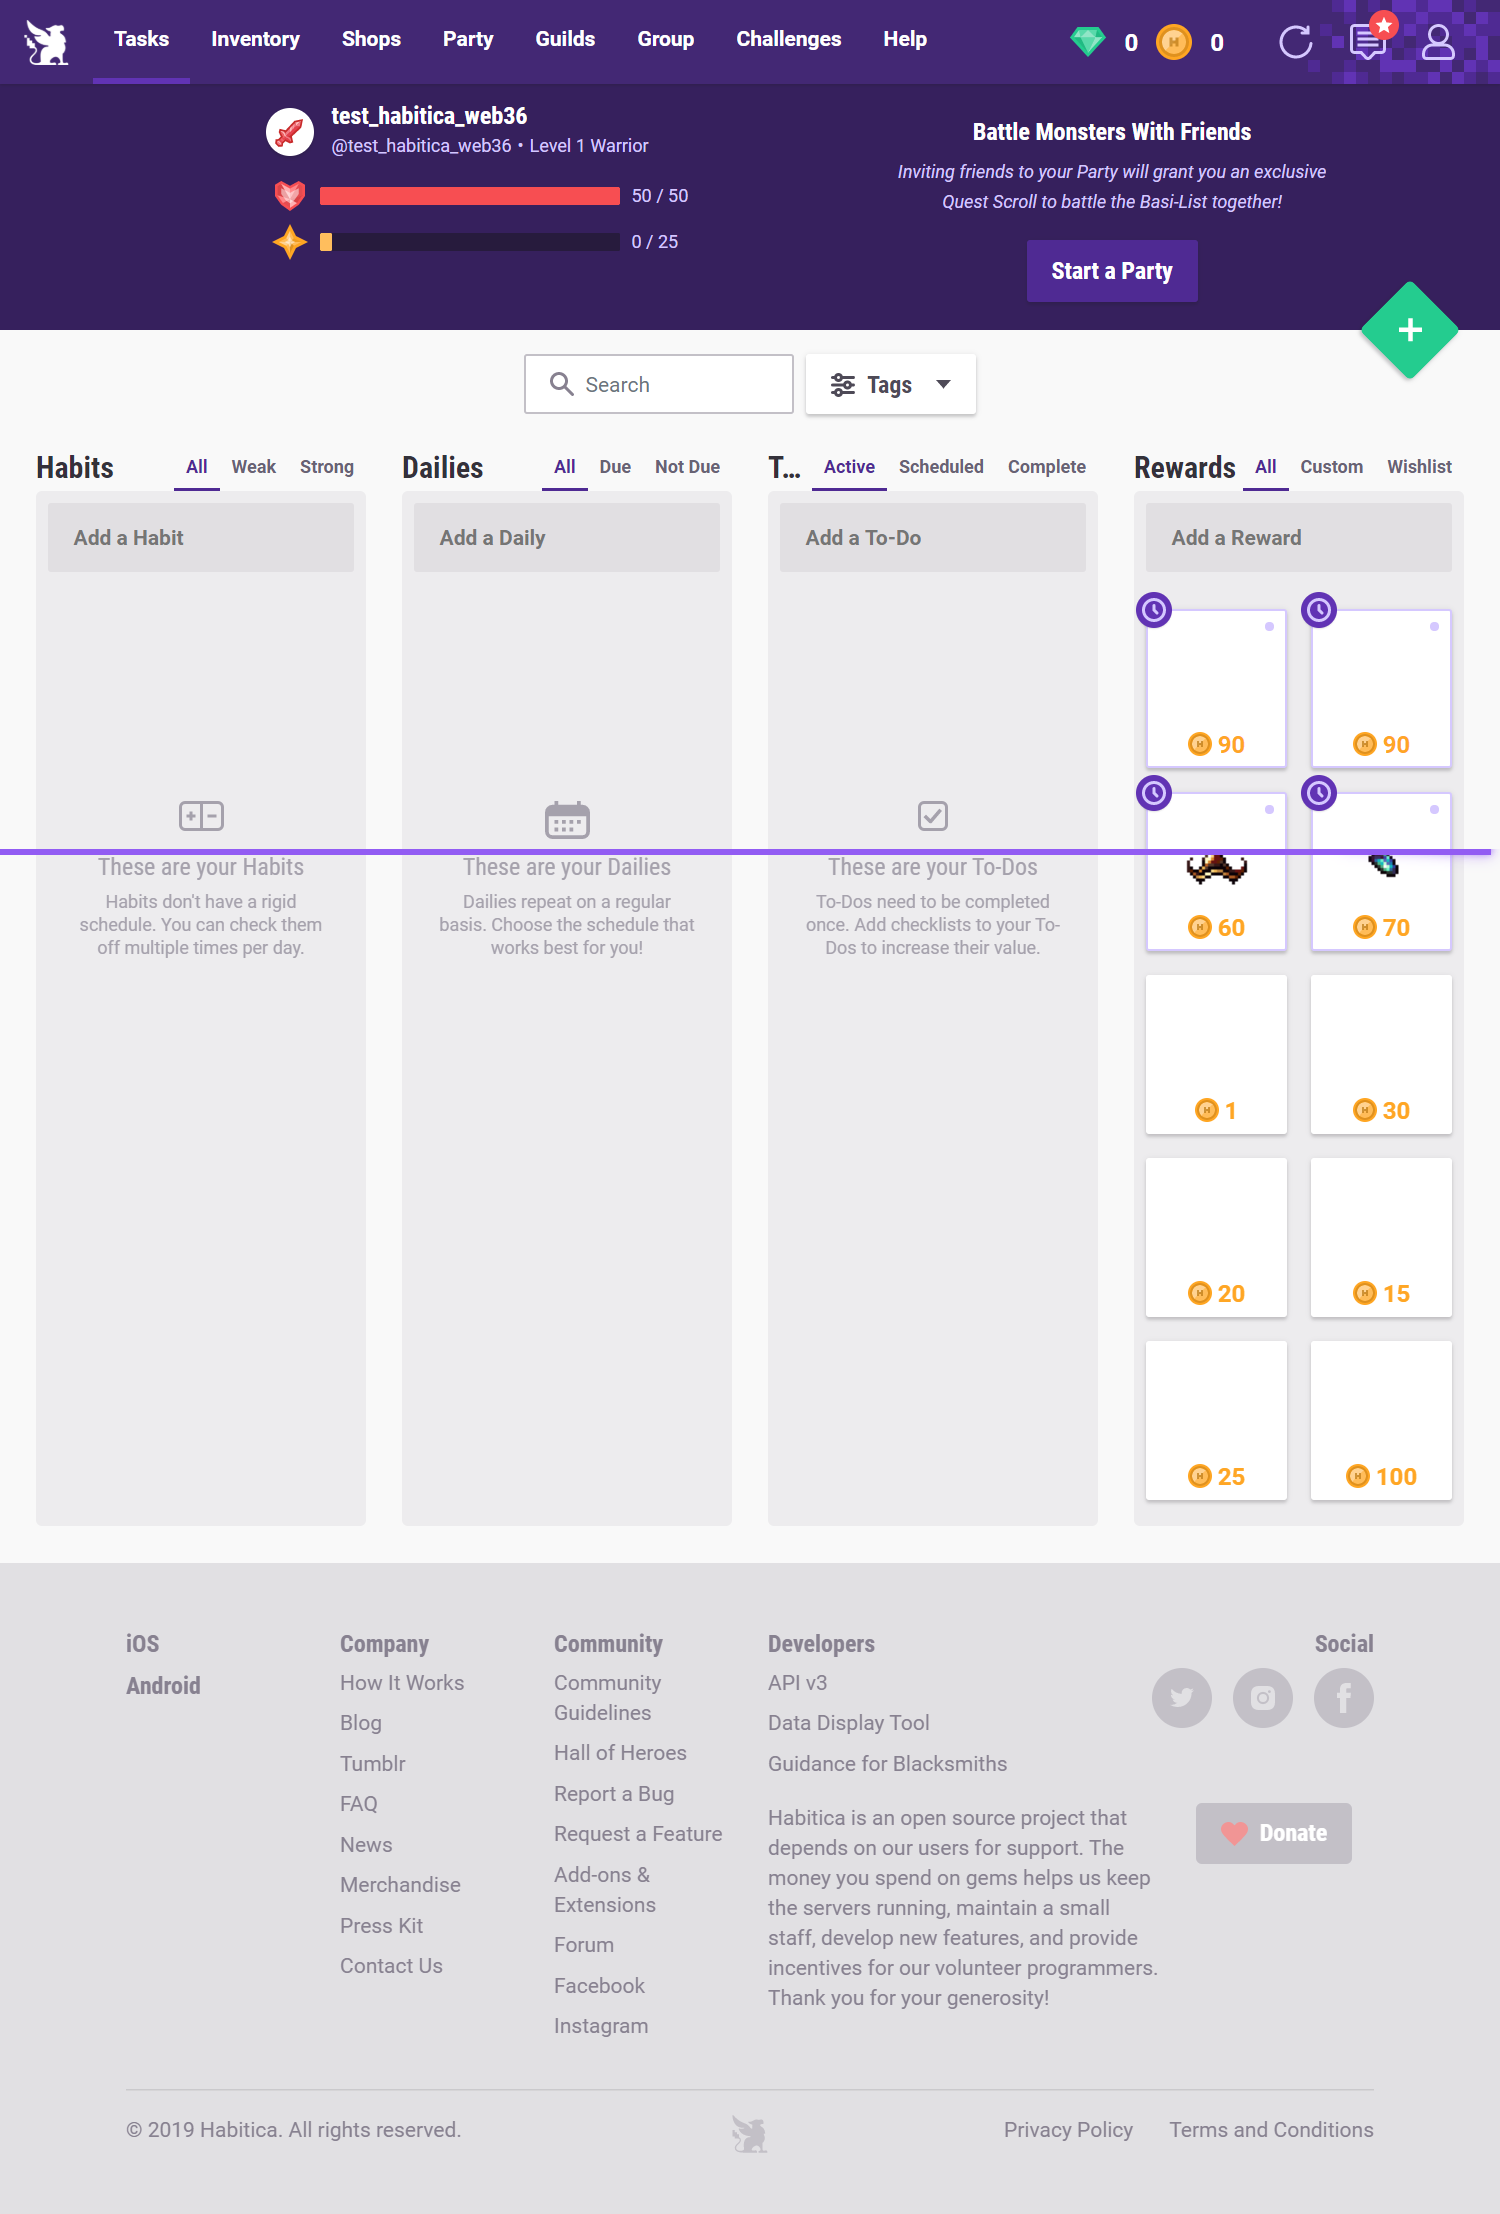 Tasks Inventory Shops Party Guilds Group Challenges Help 0 0
test_habitica_web36
@test_habitica_web36 • Level 1 Warrior
50 / 50
0 / 25
Battle Monsters With Friends
Inviting friends to your Party will grant you an exclusive
Quest Scroll to battle the Basi-List together!
Start a Party
Search
Tags
Habits All Weak Strong
Add a Habit
These are your Habits
Habits don't have a rigid
schedule. You can check them
off multiple times per day.
Dailies All Due Not Due
Add a Daily
These are your Dailies
Dailies repeat on a regular
basis. Choose the schedule that
works best for you!
T... Active Scheduled Complete
Add a To-Do
These are your To-Dos
To-Dos need to be completed
once. Add checklists to your To-
Dos to increase their value.
Rewards All Custom Wishlist
Add a Reward
90 90
60 70
1 30
20 15
25 100
iOS
Android
Company
How It Works
Blog
Tumblr
FAQ
News
Merchandise
Press Kit
Contact Us
Community
Community
Guidelines
Hall of Heroes
Report a Bug
Request a Feature
Add-ons &
Extensions
Forum
Facebook
Instagram
Developers
API v3
Data Display Tool
Guidance for Blacksmiths
Habitica is an open source project that
depends on our users for support. The
money you spend on gems helps us keep
the servers running, maintain a small
staff, develop new features, and provide
incentives for our volunteer programmers.
Thank you for your generosity!
Social
Donate
© 2019 Habitica. All rights reserved.
Privacy Policy Terms and Conditions